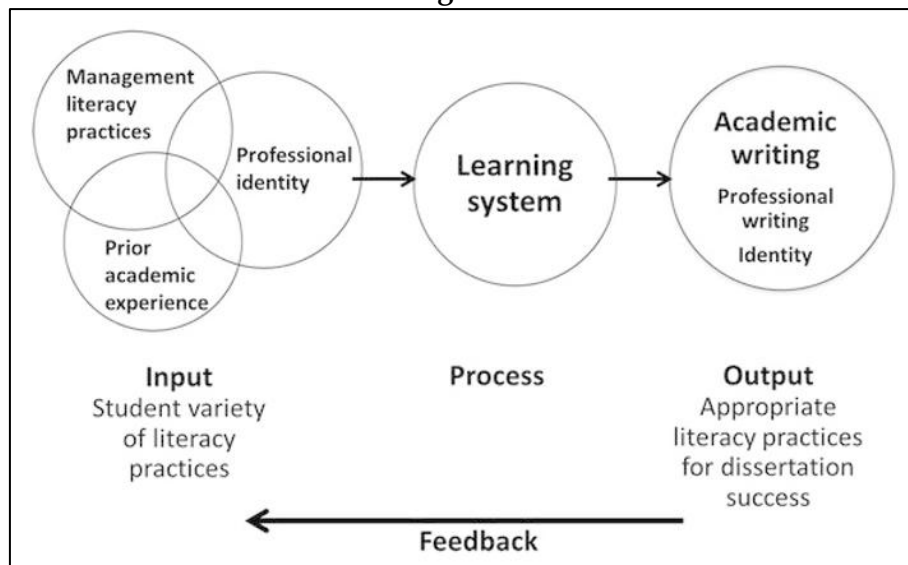 Management
literacy
practices
Professional
identity
Prior
academic
experience
Learning
system
Academic
writing
Professional
writing
Identity
Input
Student variety
of literacy
practices
Process
Output
Appropriate
literacy practices
for dissertation
success
Feedback